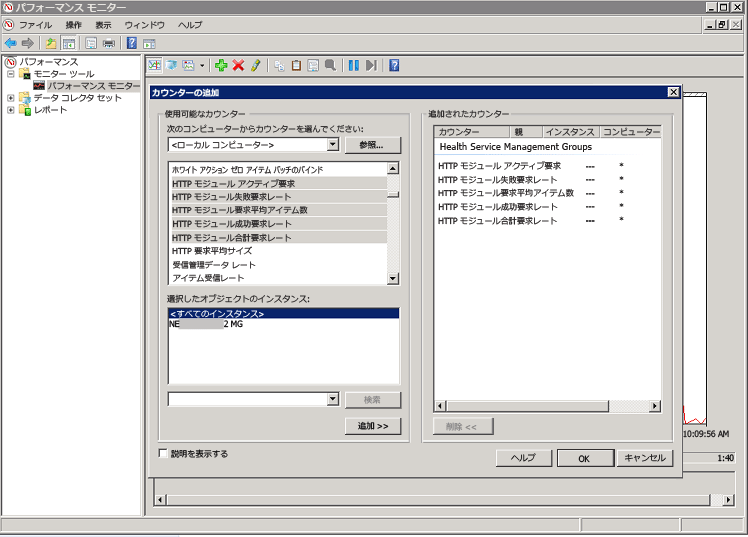 パフォーマンス モニター
ファイル 操作 表示 ウィンドウ ヘルプ
パフォーマンス
モニター ツール
パフォーマンス モニター
データ コレクタ セット
レポート
カウンターの追加
使用可能なカウンター
次のコンピューターからカウンターを選んでください:
<ローカル コンピューター>
参照...
ホワイト アクション ゼロ アイテム バッチのバインド
HTTP モジュール アクティブ要求
HTTP モジュール失敗要求レート
HTTP モジュール要求平均アイテム数
HTTP モジュール成功要求レート
HTTP モジュール合計要求レート
HTTP 要求平均サイズ
受信管理データ レート
アイテム受信レート
選択したオブジェクトのインスタンス:
<すべてのインスタンス>
NE 2 MG
検索
追加 >>
説明を表示する
追加されたカウンター
カウンター 親 インスタンス コンピューター
Health Service Management Groups
HTTP モジュール アクティブ要求 --- *
HTTP モジュール失敗要求レート --- *
HTTP モジュール要求平均アイテム数 --- *
HTTP モジュール成功要求レート --- *
HTTP モジュール合計要求レート --- *
削除 <<
ヘルプ OK キャンセル
10:09:56 AM
1:40